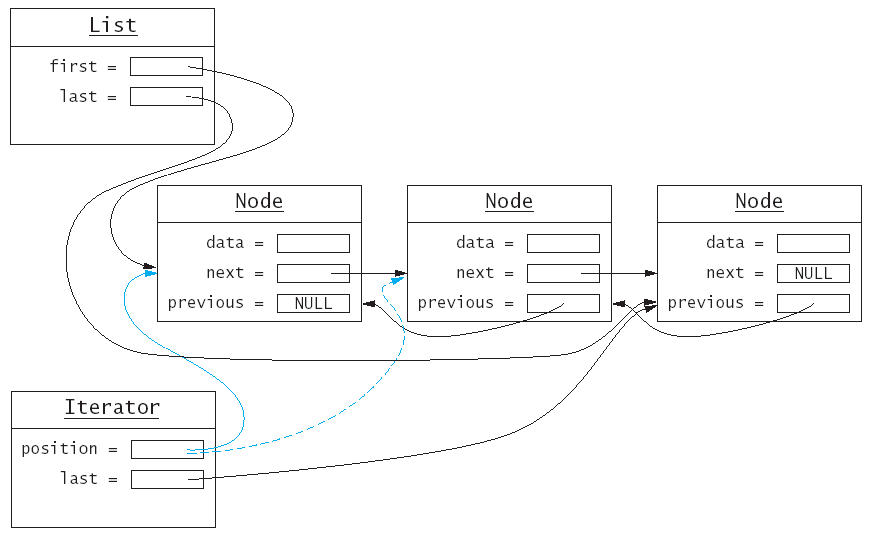 List
first =
last =
Node
data =
next =
previous = NULL
Node
data =
next =
previous =
Node
data =
next = NULL
previous =
Iterator
position =
last =